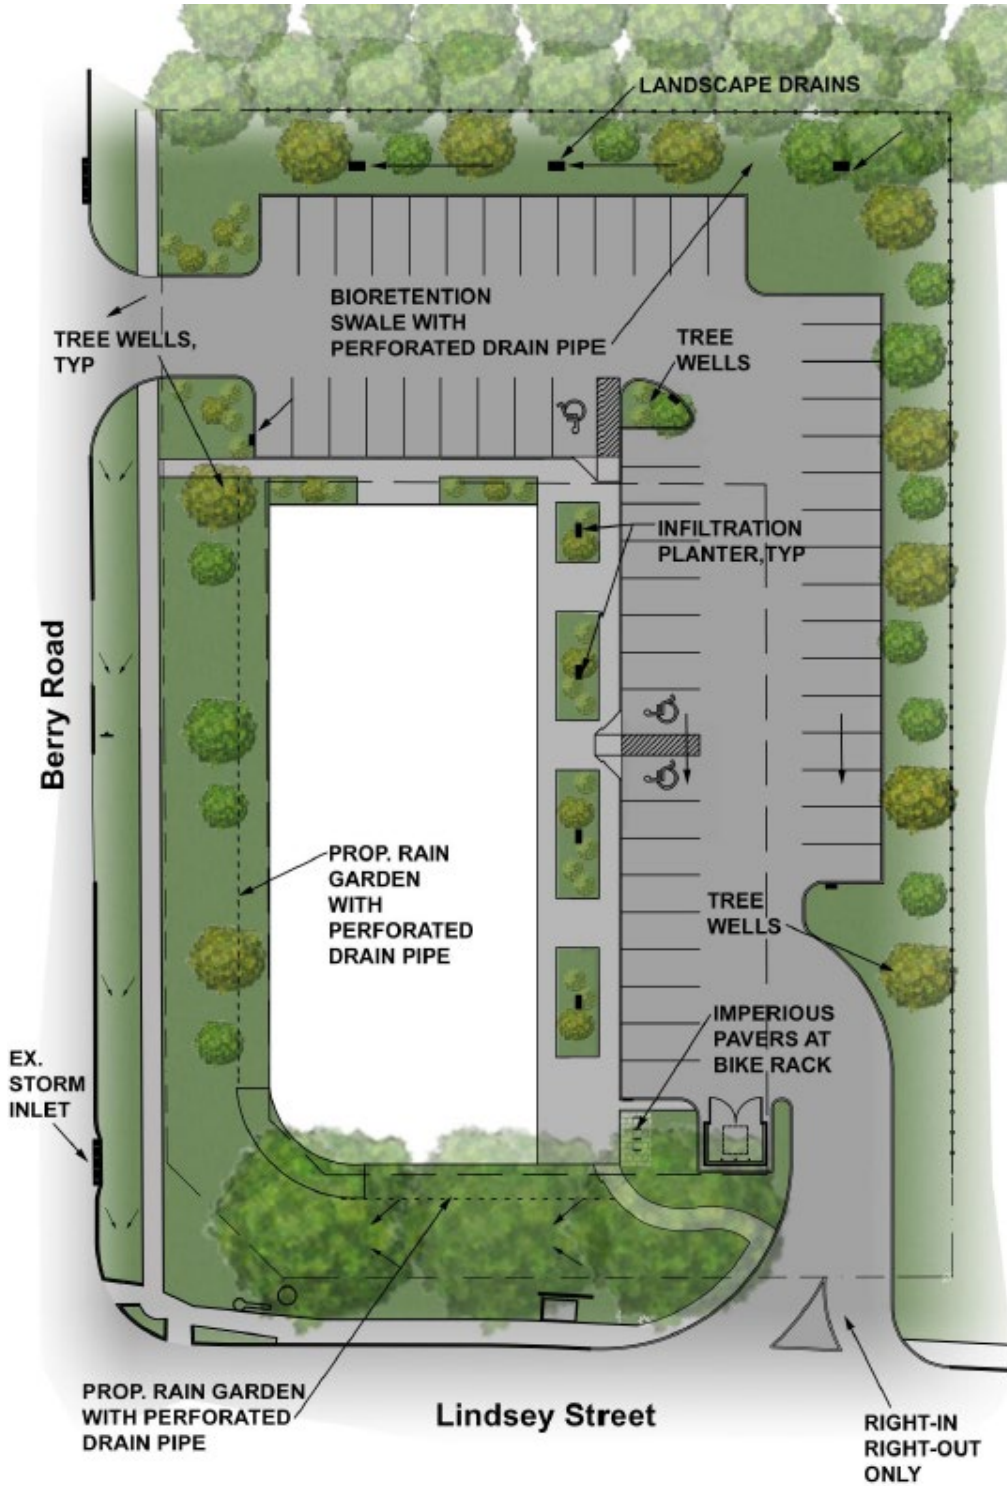 LANDSCAPE DRAINS
BIORETENTION
SWALE WITH
PERFORATED DRAIN PIPE
TREE WELLS,
TYP
TREE
WELLS
INFILTRATION
PLANTER,TYP
Berry Road
PROP. RAIN
GARDEN
WITH
PERFORATED
DRAIN PIPE
TREE
WELLS
IMPERIOUS
PAVERS AT
BIKE RACK
EX.
STORM
INLET
PROP. RAIN GARDEN
WITH PERFORATED
DRAIN PIPE
Lindsey Street
RIGHT-IN
RIGHT-OUT
ONLY